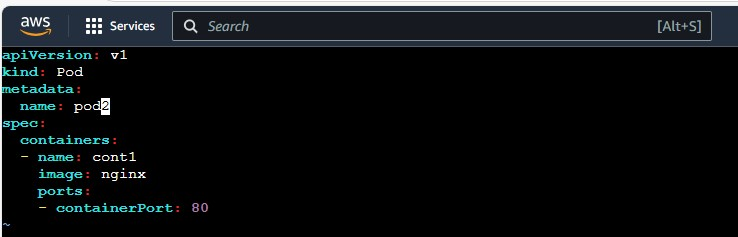 aws Services Search [Alt+S]
apiVersion: v1
kind: Pod
metadata:
  name: pod2
spec:
  containers:
  - name: cont1
    image: nginx
    ports:
    - containerPort: 80
~